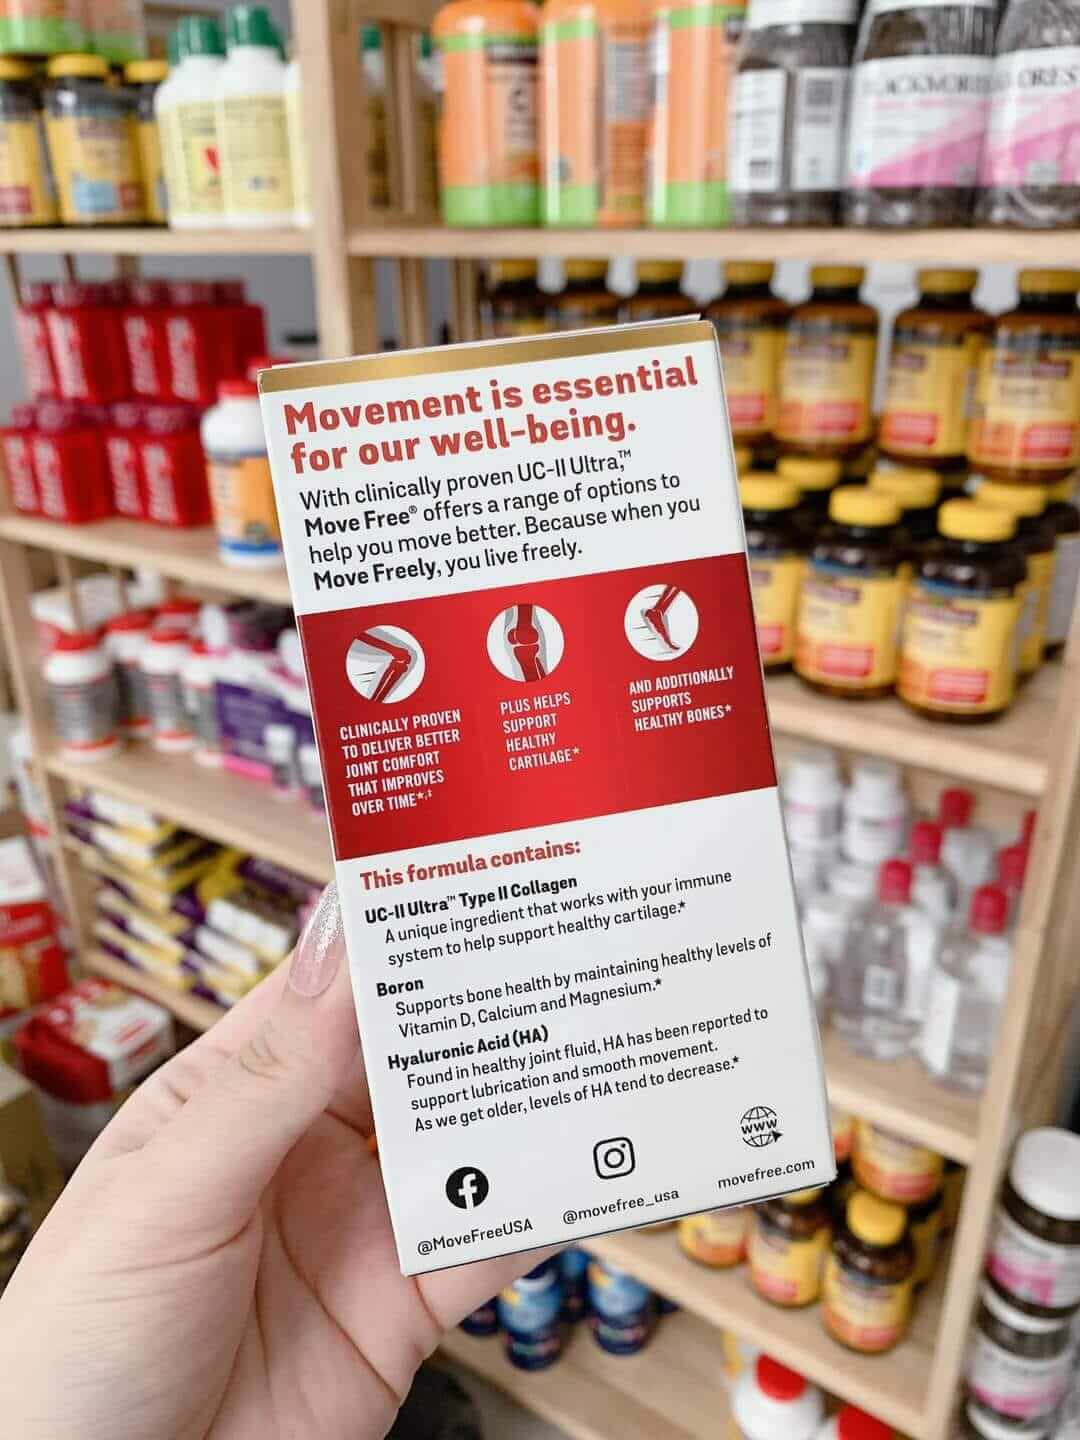 Movement is essential
for our well-being.
With clinically proven UC-II Ultra,™
Move Free® offers a range of options to
help you move better. Because when you
Move Freely, you live freely.
CLINICALLY PROVEN
TO DELIVER BETTER
JOINT COMFORT
THAT IMPROVES
OVER TIME*,‡
PLUS HELPS
SUPPORT
HEALTHY
CARTILAGE*
AND ADDITIONALLY
SUPPORTS
HEALTHY BONES*
This formula contains:
UC-II Ultra™ Type II Collagen
A unique ingredient that works with your immune
system to help support healthy cartilage.*
Boron
Supports bone health by maintaining healthy levels of
Vitamin D, Calcium and Magnesium.*
Hyaluronic Acid (HA)
Found in healthy joint fluid, HA has been reported to
support lubrication and smooth movement.
As we get older, levels of HA tend to decrease.*
www
@MoveFreeUSA
@movefree_usa
movefree.com